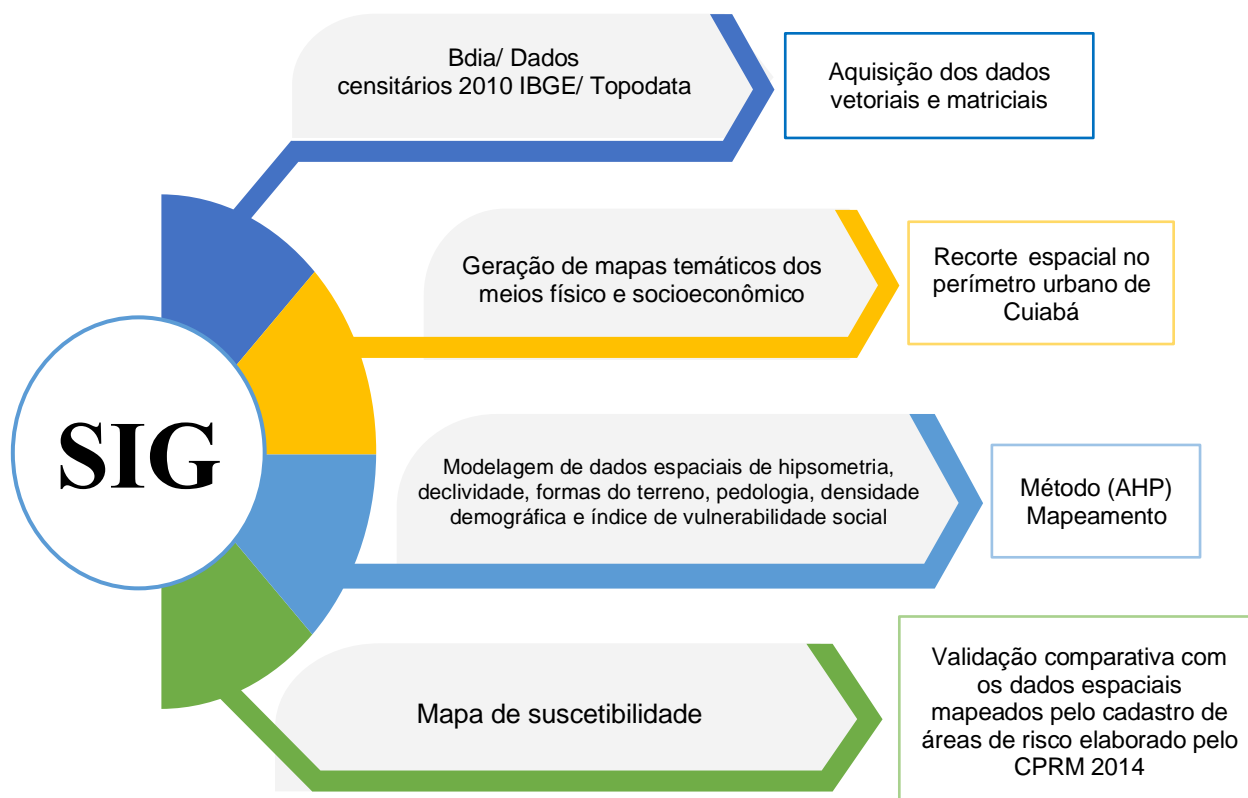 Bdia/ Dados
censitários 2010 IBGE/ Topodata
Aquisição dos dados
vetoriais e matriciais
Geração de mapas temáticos dos
meios físico e socioeconômico
Recorte espacial no
perímetro urbano de
Cuiabá
SIG
Modelagem de dados espaciais de hipsometria,
declividade, formas do terreno, pedologia, densidade
demográfica e índice de vulnerabilidade social
Método (AHP)
Mapeamento
Mapa de suscetibilidade
Validação comparativa com
os dados espaciais
mapeados pelo cadastro de
áreas de risco elaborado pelo
CPRM 2014